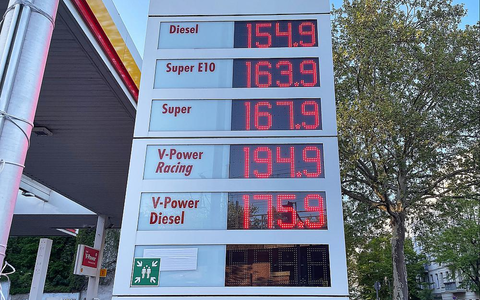 Diesel 154.9
Super E10 163.9
Super 167.9
V-Power 194.9
Racing
V-Power 175.9
Diesel